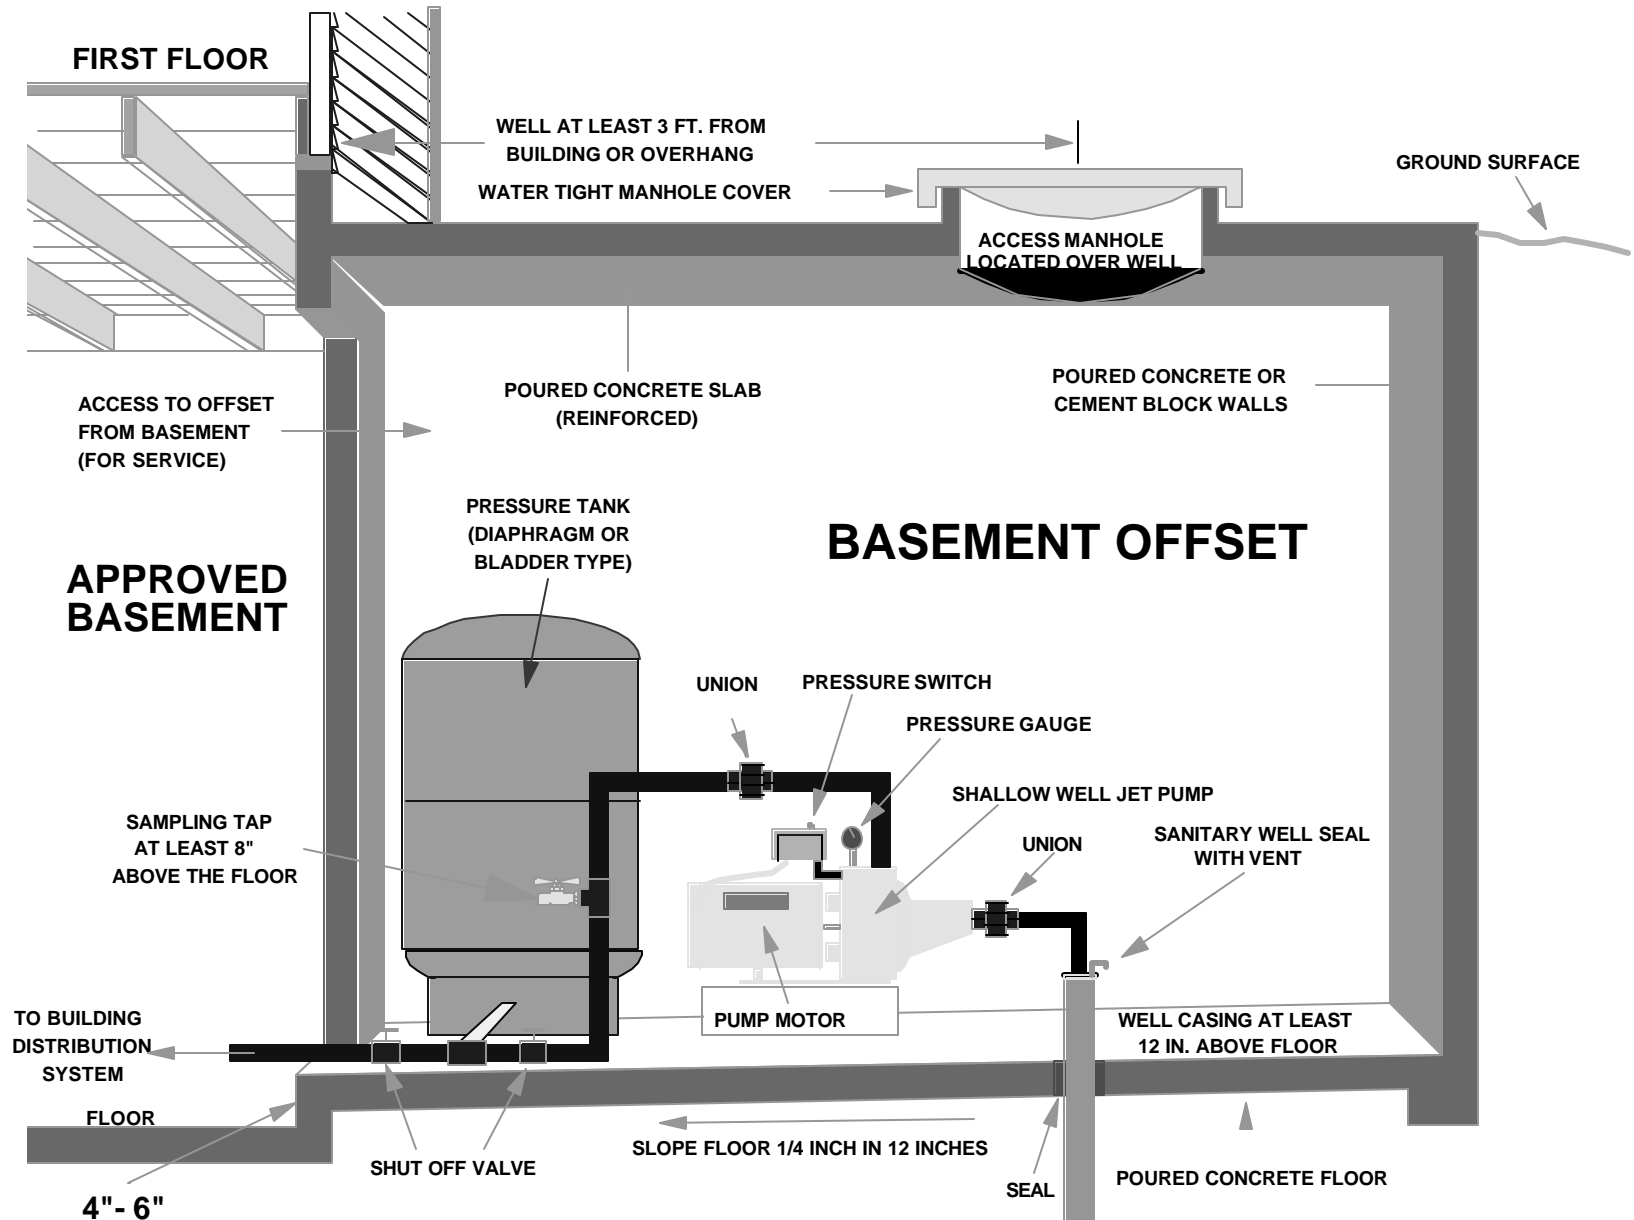 FIRST FLOOR
WELL AT LEAST 3 FT. FROM
BUILDING OR OVERHANG
WATER TIGHT MANHOLE COVER
GROUND SURFACE
ACCESS MANHOLE
LOCATED OVER WELL
POURED CONCRETE SLAB
(REINFORCED)
POURED CONCRETE OR
CEMENT BLOCK WALLS
ACCESS TO OFFSET
FROM BASEMENT
(FOR SERVICE)
PRESSURE TANK
(DIAPHRAGM OR
BLADDER TYPE)
BASEMENT OFFSET
APPROVED
BASEMENT
UNION
PRESSURE SWITCH
PRESSURE GAUGE
SHALLOW WELL JET PUMP
SAMPLING TAP
AT LEAST 8"
ABOVE THE FLOOR
UNION
SANITARY WELL SEAL
WITH VENT
TO BUILDING
DISTRIBUTION
SYSTEM
PUMP MOTOR
WELL CASING AT LEAST
12 IN. ABOVE FLOOR
FLOOR
SHUT OFF VALVE
SLOPE FLOOR 1/4 INCH IN 12 INCHES
SEAL
POURED CONCRETE FLOOR
4"- 6"